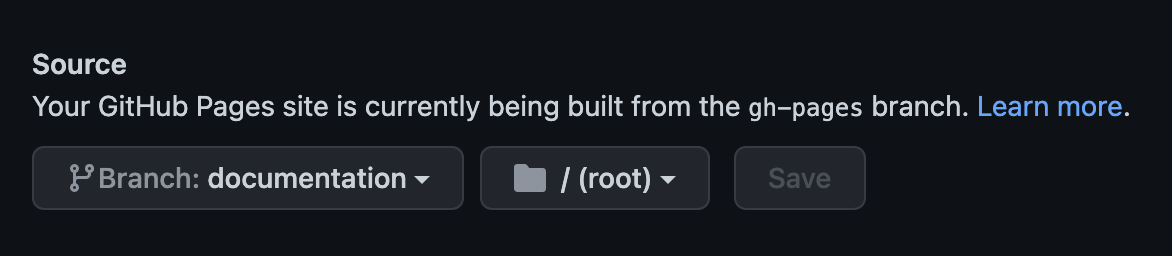 Source
Your GitHub Pages site is currently being built from the gh-pages branch. Learn more.
Branch: documentation / (root) Save